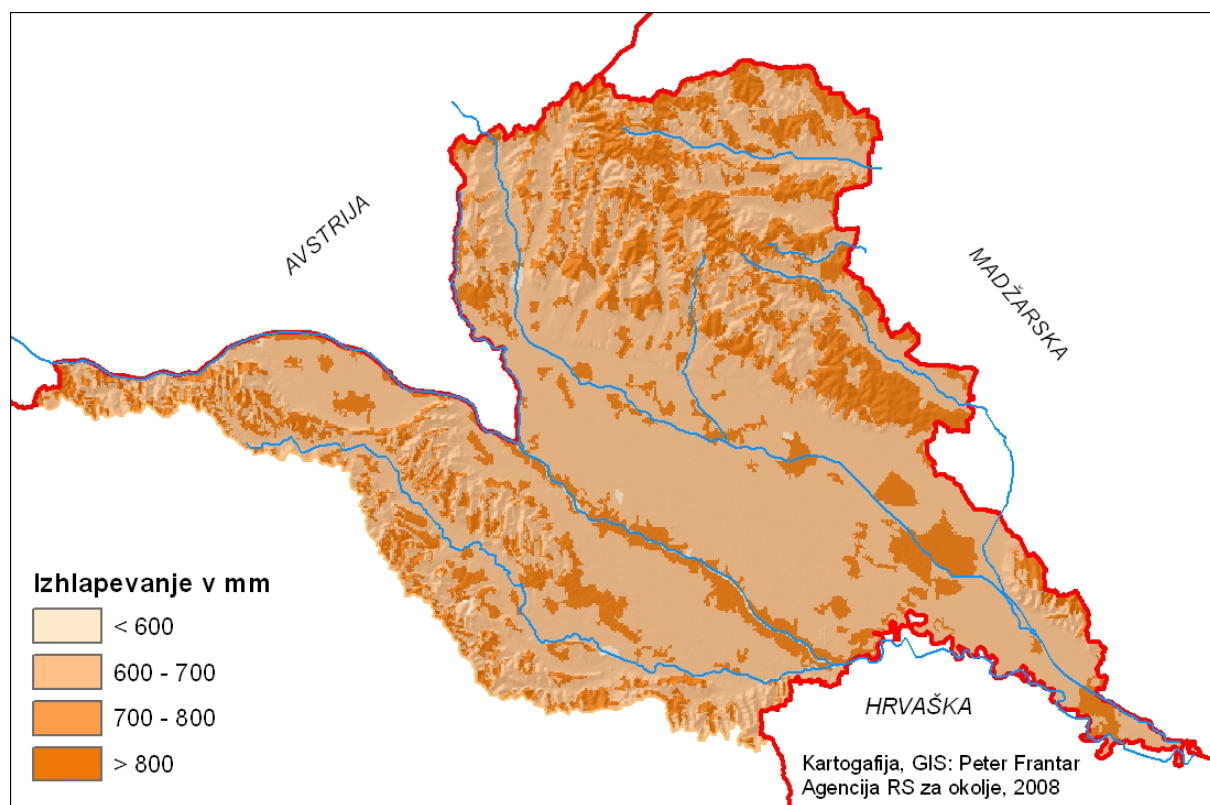 AVSTRIJA
MADŽARSKA
HRVAŠKA
Izhlapevanje v mm
< 600
600 - 700
700 - 800
> 800
Kartogafija, GIS: Peter Frantar
Agencija RS za okolje, 2008